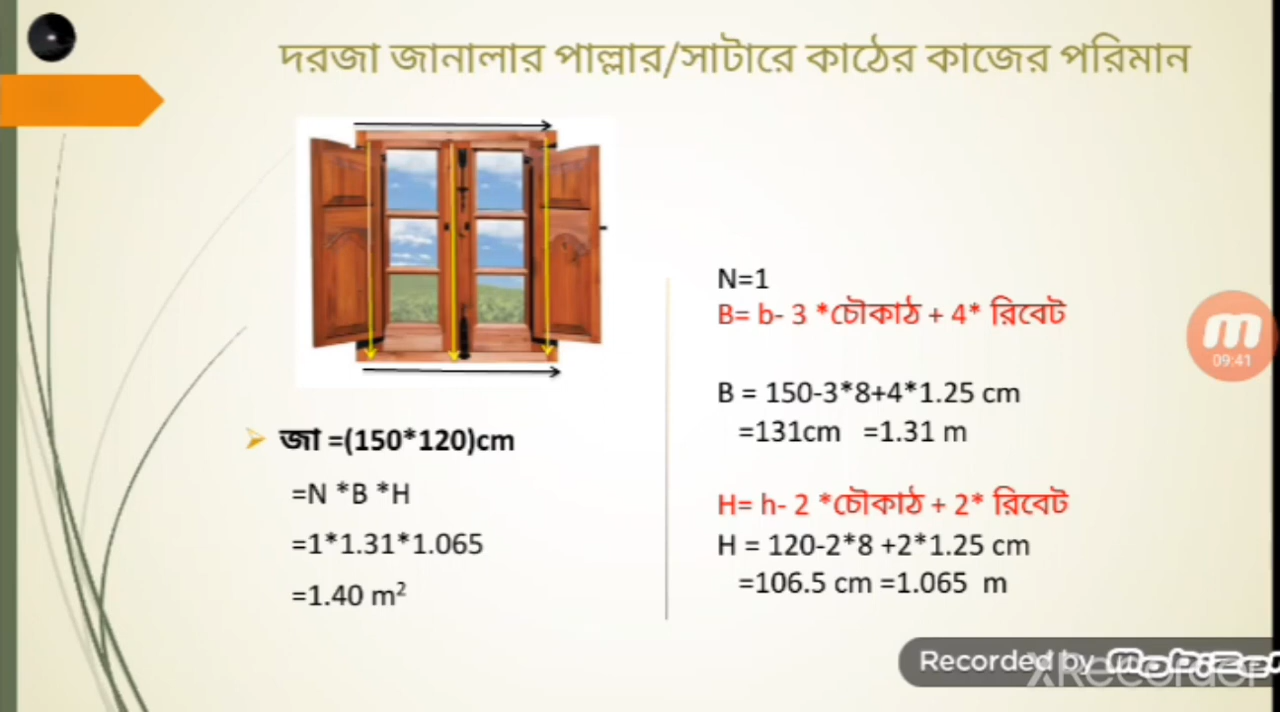 দরজা জানালার পাল্লার/সাটারে কাঠের কাজের পরিমান
জা =(150*120)cm
=N *B *H
=1*1.31*1.065
=1.40 m²
N=1
B= b- 3 *চৌকাঠ + 4* রিবেট
B = 150-3*8+4*1.25 cm
=131cm =1.31 m
H= h- 2 *চৌকাঠ + 2* রিবেট
H = 120-2*8 +2*1.25 cm
=106.5 cm =1.065 m
m
09:41
Recorded by
XRecorder